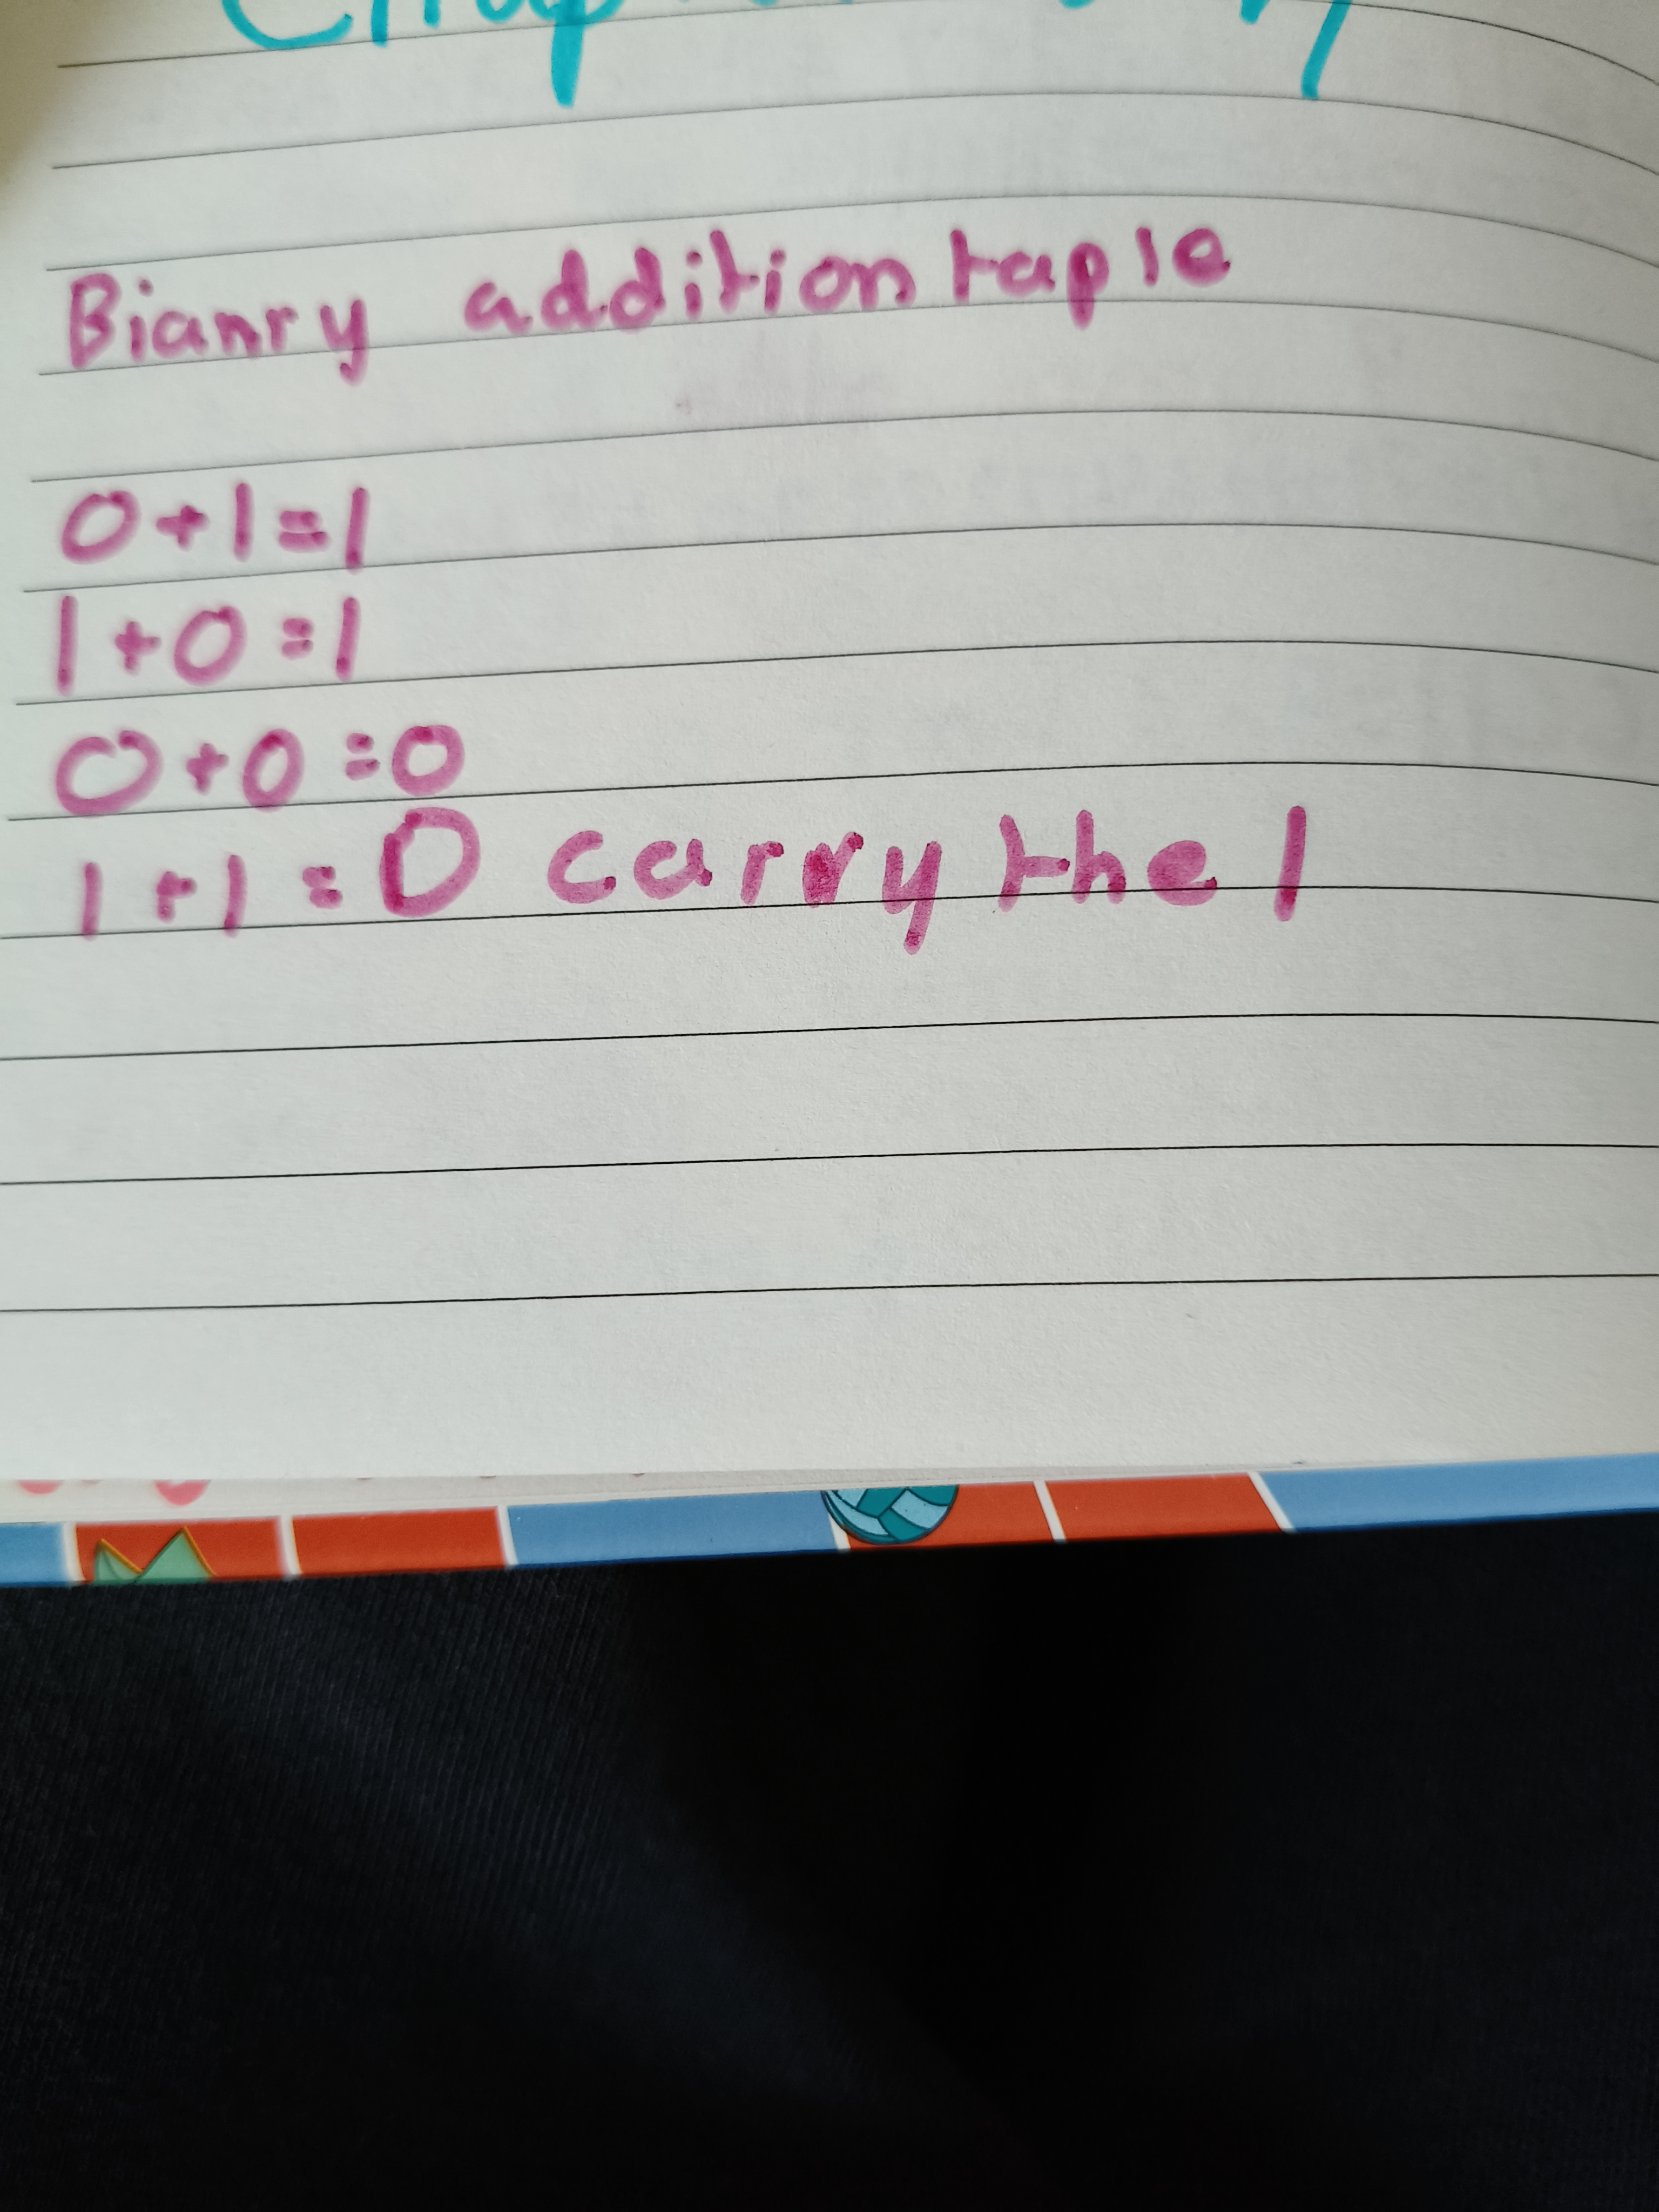 Bianry addition taple
0+1=1
1+0=1
0+0=0
1+1=0 carry the 1